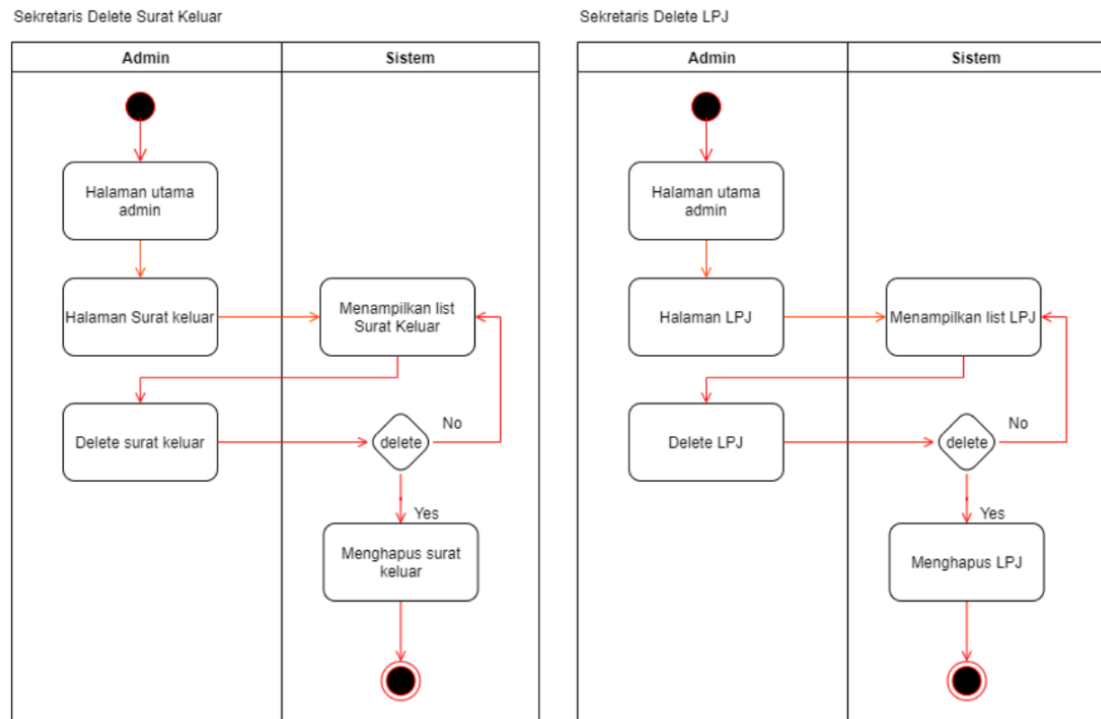 Sekretaris Delete Surat Keluar
Admin
Sistem
Halaman utama
admin
Halaman Surat keluar
Menampilkan list
Surat Keluar
Delete surat keluar
delete
No
Yes
Menghapus surat
keluar
Sekretaris Delete LPJ
Admin
Sistem
Halaman utama
admin
Halaman LPJ
Menampilkan list LPJ
Delete LPJ
delete
No
Yes
Menghapus LPJ